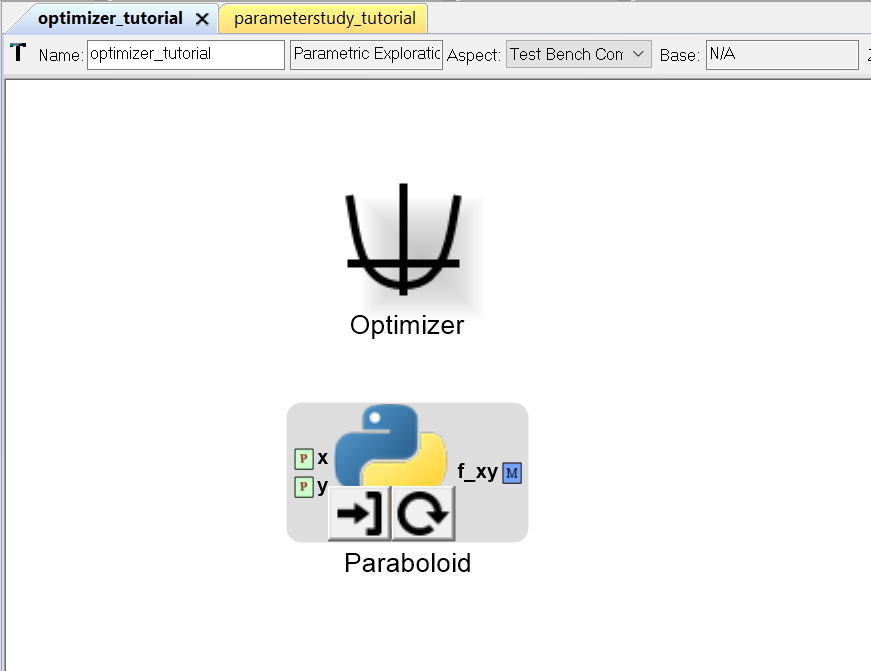 optimizer_tutorial
parameterstudy_tutorial
T Name: optimizer_tutorial Parametric Exploratic Aspect: Test Bench Con Base: N/A
Optimizer
P x
f_xy M
P y
Paraboloid